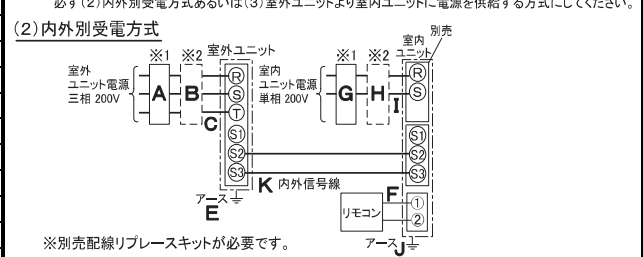 必ず(2)内外別受電方式あるいは(3)室外ユニットより室内ユニットに電源を供給する方式にしてください。
(2)内外別受電方式
※1 ※2 室外ユニット
室外
ユニット電源
三相 200V
A B C
R
S
T
S1
S2
S3
アース
E
※1 ※2
室内
ユニット
別売
室内
ユニット電源
単相 200V
G H I
R
S
S1
S2
S3
K 内外信号線
F
リモコン
①
②
アース J
※別売配線リプレースキットが必要です。